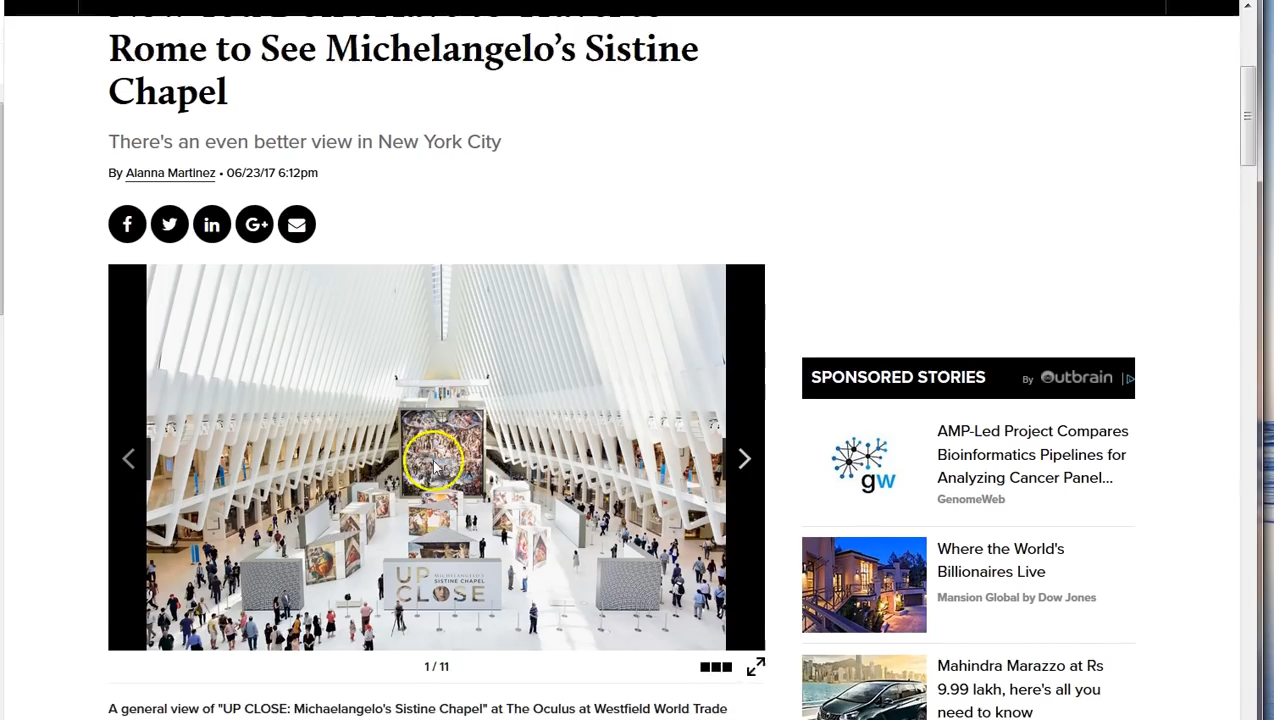 Rome to See Michelangelo's Sistine
Chapel
There's an even better view in New York City
By Alanna Martinez • 06/23/17 6:12pm
f in G+
UP MICHELANGELO'S SISTINE CHAPEL
CLOSE
1 / 11
A general view of "UP CLOSE: Michaelangelo's Sistine Chapel" at The Oculus at Westfield World Trade
SPONSORED STORIES By Outbrain
AMP-Led Project Compares
Bioinformatics Pipelines for
Analyzing Cancer Panel...
gw
GenomeWeb
Where the World's
Billionaires Live
Mansion Global by Dow Jones
Mahindra Marazzo at Rs
9.99 lakh, here's all you
need to know